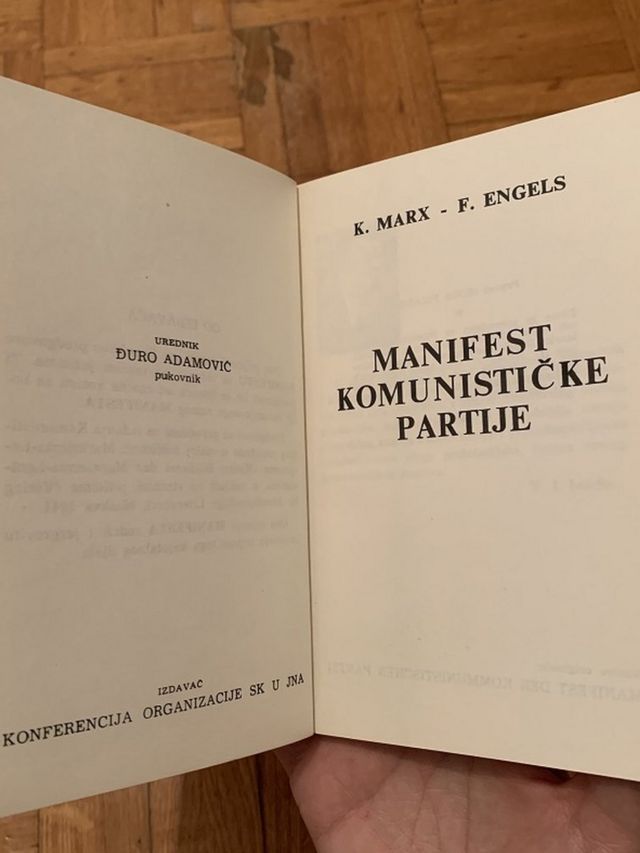 UREDNIK
ĐURO ADAMOVIĆ
pukovnik
IZDAVAČ
KONFERENCIJA ORGANIZACIJE SK U JNA
K. MARX - F. ENGELS
MANIFEST
KOMUNISTIČKE
PARTIJE